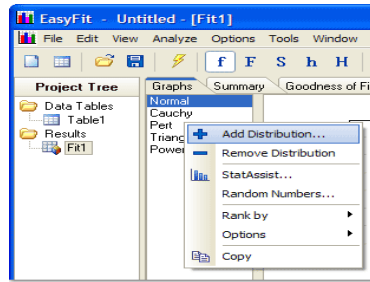 EasyFit - Untitled - [Fit1]
File Edit View Analyze Options Tools Window
f F S h H
Project Tree
Data Tables
Table1
Results
Fit1
Graphs Summary Goodness of Fi
Normal
Cauchy
Pert
Triang
Power
Add Distribution...
Remove Distribution
StatAssist...
Random Numbers...
Rank by
Options
Copy